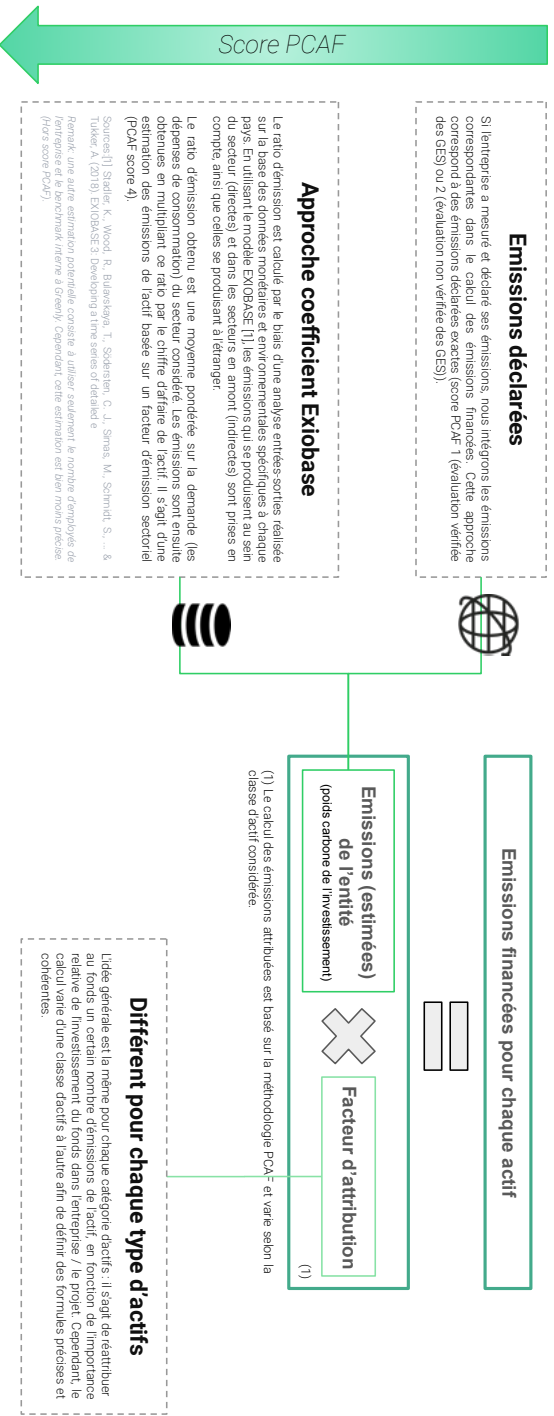 Score PCAF
Emissions déclarées
Si l'entreprise a mesuré et déclaré ses émissions, nous intégrons les émissions
correspondantes dans le calcul des émissions financées. Cette approche
correspond à des émissions déclarées exactes (score PCAF 1 (évaluation vérifiée
des GES) ou 2 (évaluation non vérifiée des GES)).
Approche coefficient Exiobase
Le ratio d'émission est calculé par le biais d'une analyse entrées-sorties réalisée
sur la base des données monétaires et environnementales spécifiques à chaque
pays. En utilisant le modèle EXIOBASE [1], les émissions qui se produisent au sein
du secteur (directes) et dans les secteurs en amont (indirectes) sont prises en
compte, ainsi que celles se produisant à l'étranger.
Le ratio d'émission obtenu est une moyenne pondérée sur la demande (les
dépenses de consommation) du secteur considéré. Les émissions sont ensuite
obtenues en multipliant ce ratio par le chiffre d'affaire de l'actif. Il s'agit d'une
estimation des émissions de l'actif basée sur un facteur d'émission sectoriel
(PCAF score 4).
Sources:[1] Stadler, K., Wood, R., Bulavskaya, T., Södersten, C. J., Simas, M., Schmidt, S., ... &
Tukker, A. (2018). EXIOBASE 3: Developing a time series of detailed e
Remark: une autre estimation potentielle consiste à utiliser seulement le nombre d'employés de
l'entreprise et le benchmark interne à Greenly. Cependant, cette estimation est bien moins précise.
(Hors score PCAF)
Emissions financées pour chaque actif
Emissions (estimées)
de l'entité
(poids carbone de l'investissement)
Facteur d'attribution
(1)
(1) Le calcul des émissions attribuées est basé sur la méthodologie PCAF et varie selon la
classe d'actif considérée.
Différent pour chaque type d'actifs
L'idée générale est la même pour chaque catégorie d'actifs : il s'agit de réattribuer
au fonds un certain nombre d'émissions de l'actif, en fonction de l'importance
relative de l'investissement du fonds dans l'entreprise / le projet. Cependant, le
calcul varie d'une classe d'actifs à l'autre afin de définir des formules précises et
cohérentes.